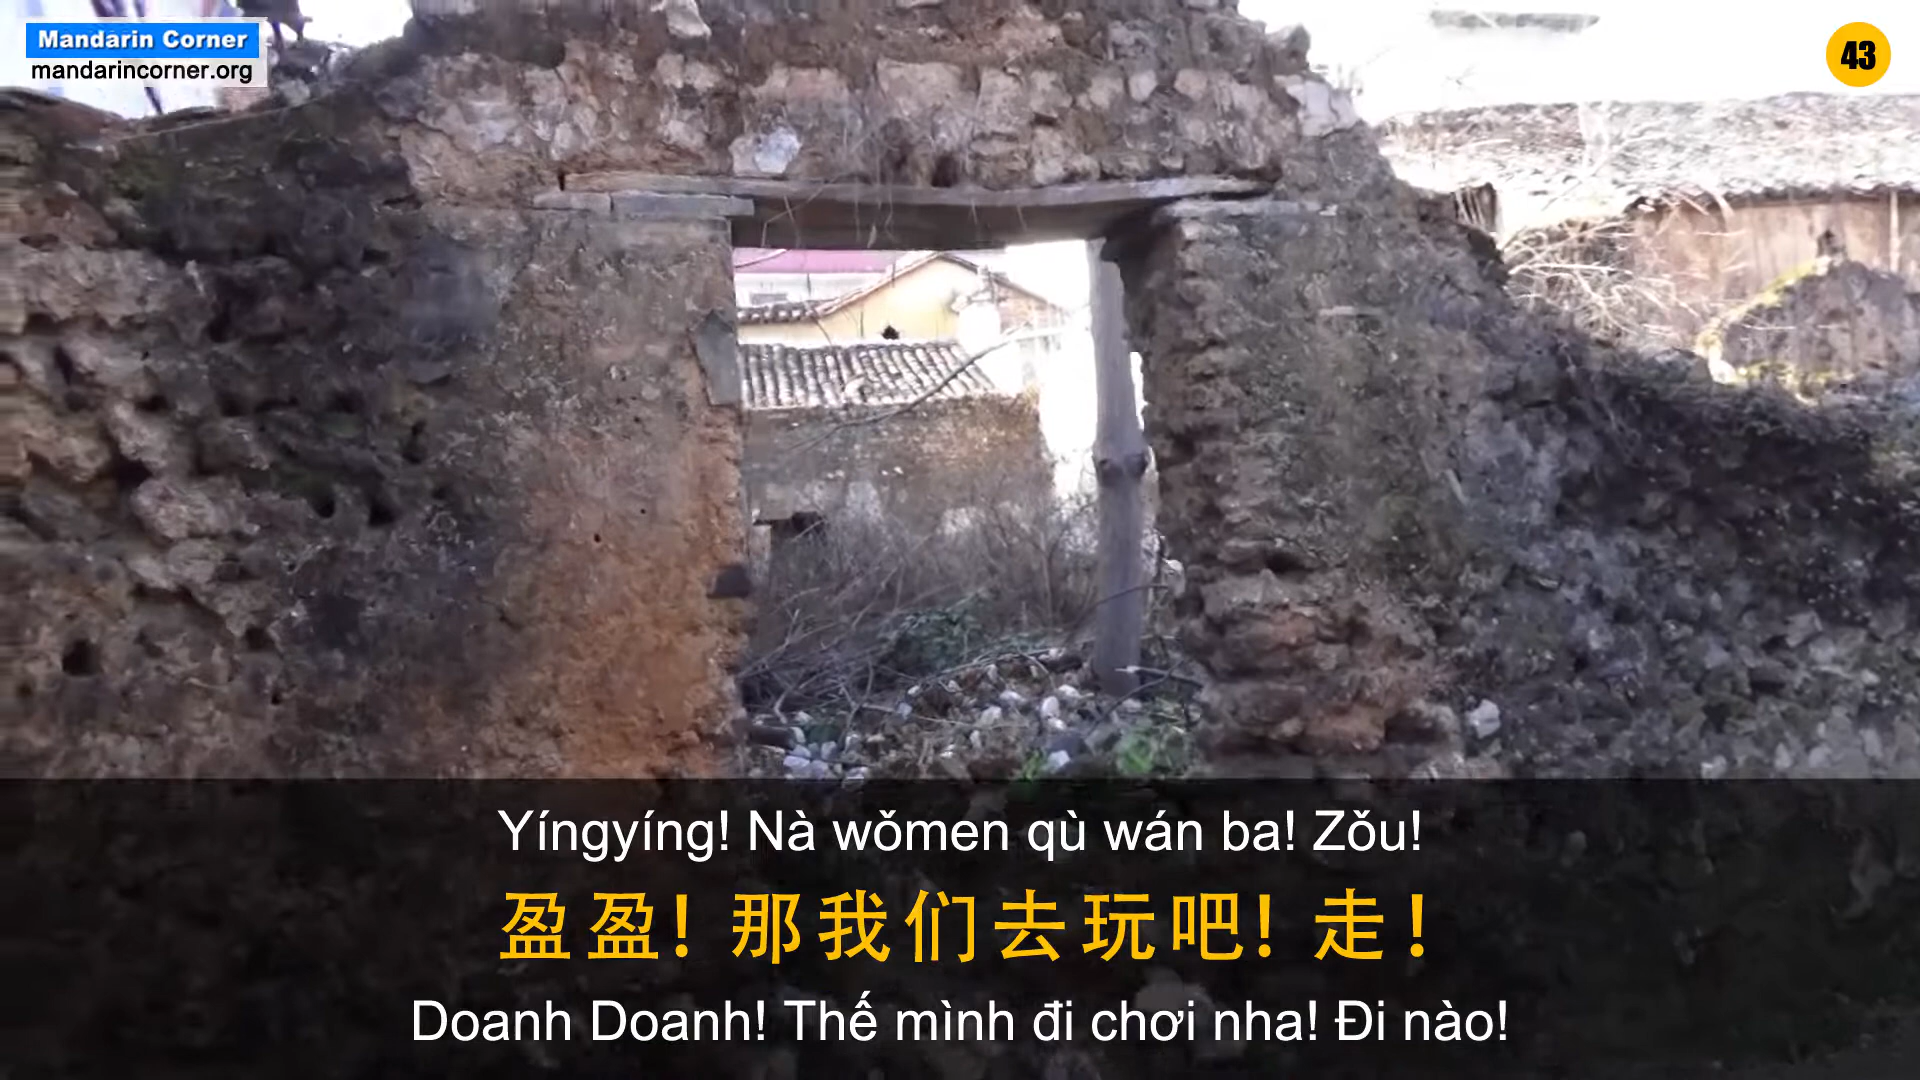 Mandarin Corner
mandarincorner.org
43
Yíngyíng! Nà wǒmen qù wán ba! Zǒu!
盈盈！那我们去玩吧！走！
Doanh Doanh! Thế mình đi chơi nha! Đi nào!